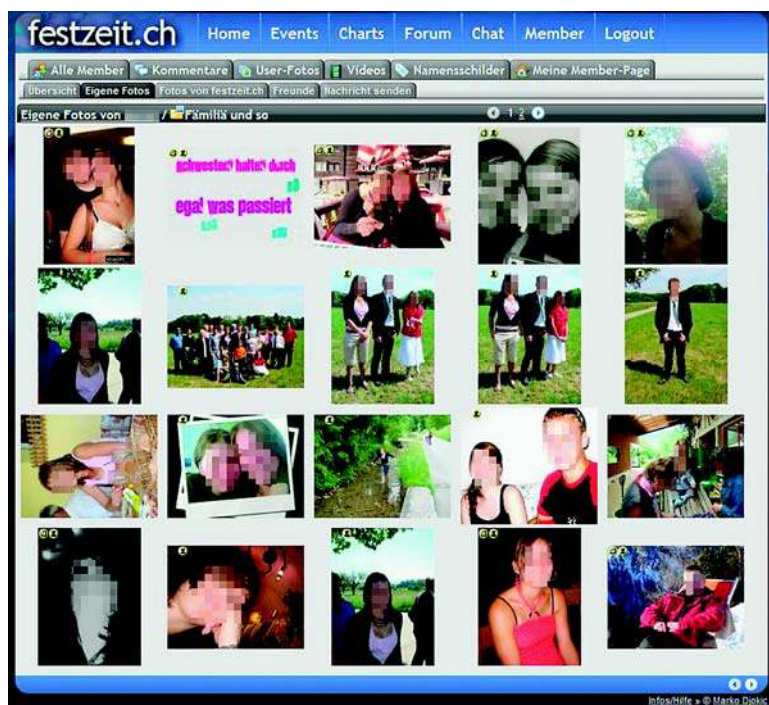 festzeit.ch
Home Events Charts Forum Chat Member Logout
Alle Member Kommentare User-Fotos Videos Namensschilder Meine Member-Page
Übersicht Eigene Fotos Fotos von festzeit.ch Freunde Nachricht senden
Eigene Fotos von / Familiä und so 1 2
schwestern halten durch
egal was passiert
Infos/Hilfe » © Marko Djokic